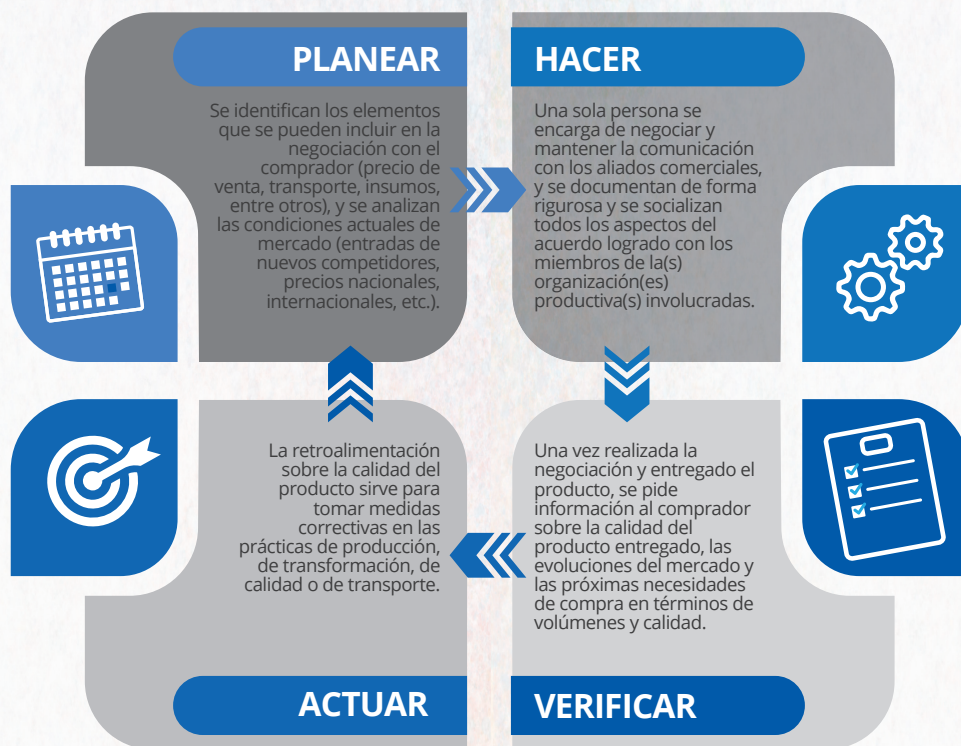 PLANEAR
Se identifican los elementos
que se pueden incluir en la
negociación con el
comprador (precio de
venta, transporte, insumos,
entre otros), y se analizan
las condiciones actuales de
mercado (entradas de
nuevos competidores,
precios nacionales,
internacionales, etc.).
HACER
Una sola persona se
encarga de negociar y
mantener la comunicación
con los aliados comerciales,
y se documentan de forma
rigurosa y se socializan
todos los aspectos del
acuerdo logrado con los
miembros de la(s)
organización(es)
productiva(s) involucradas.
Una vez realizada la
negociación y entregado el
producto, se pide
información al comprador
sobre la calidad del
producto entregado, las
evoluciones del mercado y
las próximas necesidades
de compra en términos de
volúmenes y calidad.
VERIFICAR
La retroalimentación
sobre la calidad del
producto sirve para
tomar medidas
correctivas en las
prácticas de producción,
de transformación, de
calidad o de transporte.
ACTUAR